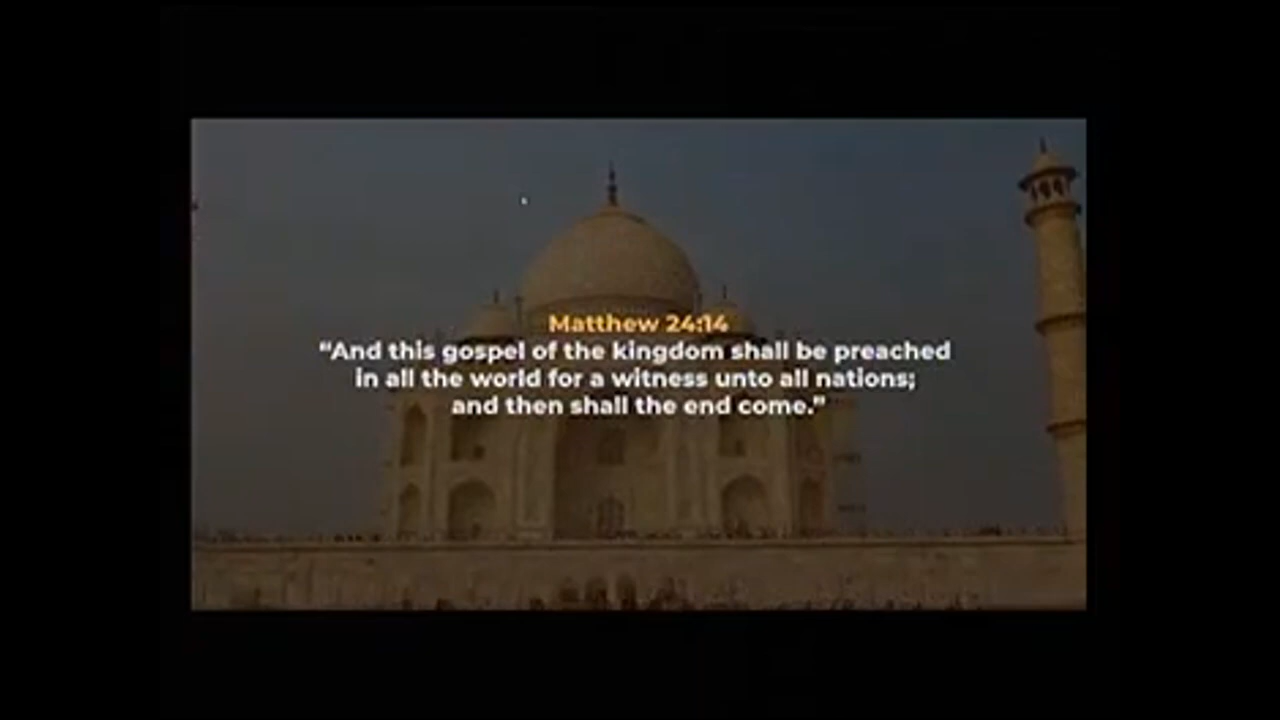 Matthew 24:14
“And this gospel of the kingdom shall be preached
in all the world for a witness unto all nations;
and then shall the end come.”